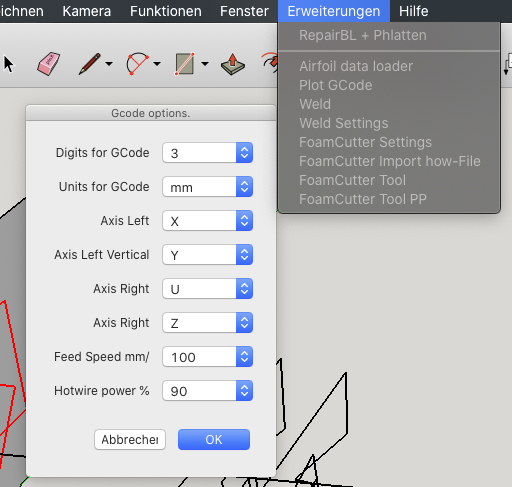 ichnen Kamera Funktionen Fenster Erweiterungen Hilfe
RepairBL + Phlatten
Airfoil data loader
Plot GCode
Weld
Weld Settings
FoamCutter Settings
FoamCutter Import how-File
FoamCutter Tool
FoamCutter Tool PP
Gcode options.
Digits for GCode 3
Units for GCode mm
Axis Left X
Axis Left Vertical Y
Axis Right U
Axis Right Z
Feed Speed mm/ 100
Hotwire power % 90
Abbrecher OK